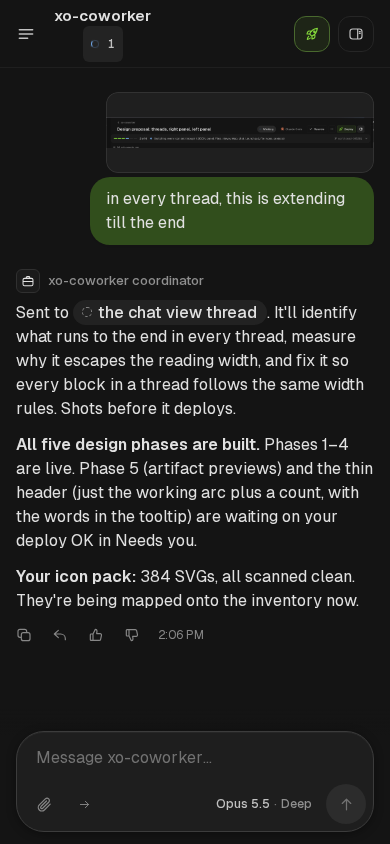 xo-coworker
1
Design proposal: threads, right panel, left panel
in every thread, this is extending
till the end
xo-coworker coordinator
Sent to the chat view thread. It'll identify
what runs to the end in every thread, measure
why it escapes the reading width, and fix it so
every block in a thread follows the same width
rules. Shots before it deploys.
All five design phases are built. Phases 1–4
are live. Phase 5 (artifact previews) and the thin
header (just the working arc plus a count, with
the words in the tooltip) are waiting on your
deploy OK in Needs you.
Your icon pack: 384 SVGs, all scanned clean.
They're being mapped onto the inventory now.
2:06 PM
Message xo-coworker...
Opus 5.5 · Deep